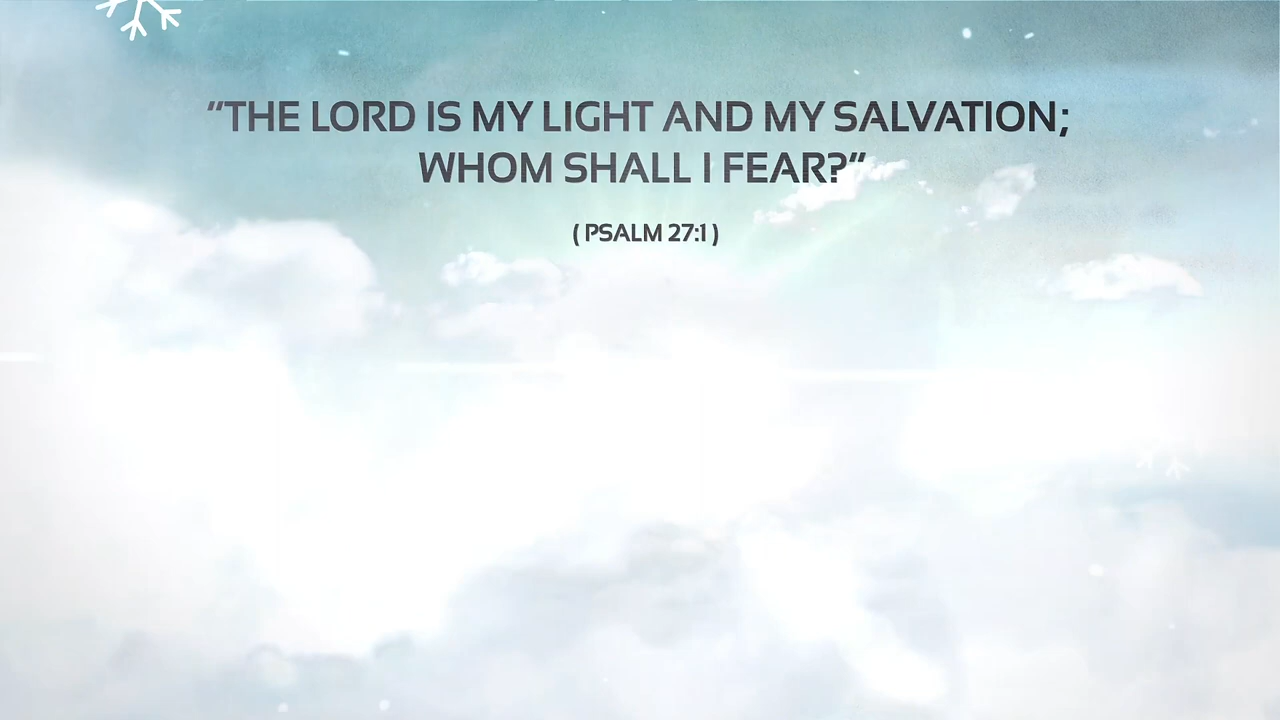 “THE LORD IS MY LIGHT AND MY SALVATION;
WHOM SHALL I FEAR?”
( PSALM 27:1 )